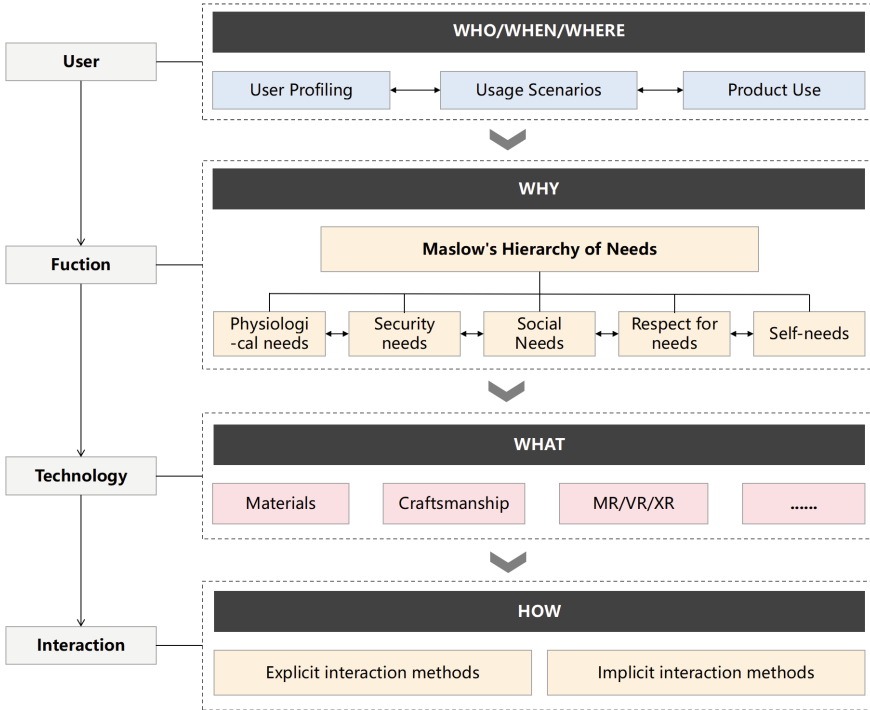 WHO/WHEN/WHERE
User
User Profiling
Usage Scenarios
Product Use
WHY
Maslow's Hierarchy of Needs
Fuction
Physiologi
-cal needs
Security
needs
Social
Needs
Respect for
needs
Self-needs
WHAT
Technology
Materials
Craftsmanship
MR/VR/XR
......
HOW
Interaction
Explicit interaction methods
Implicit interaction methods